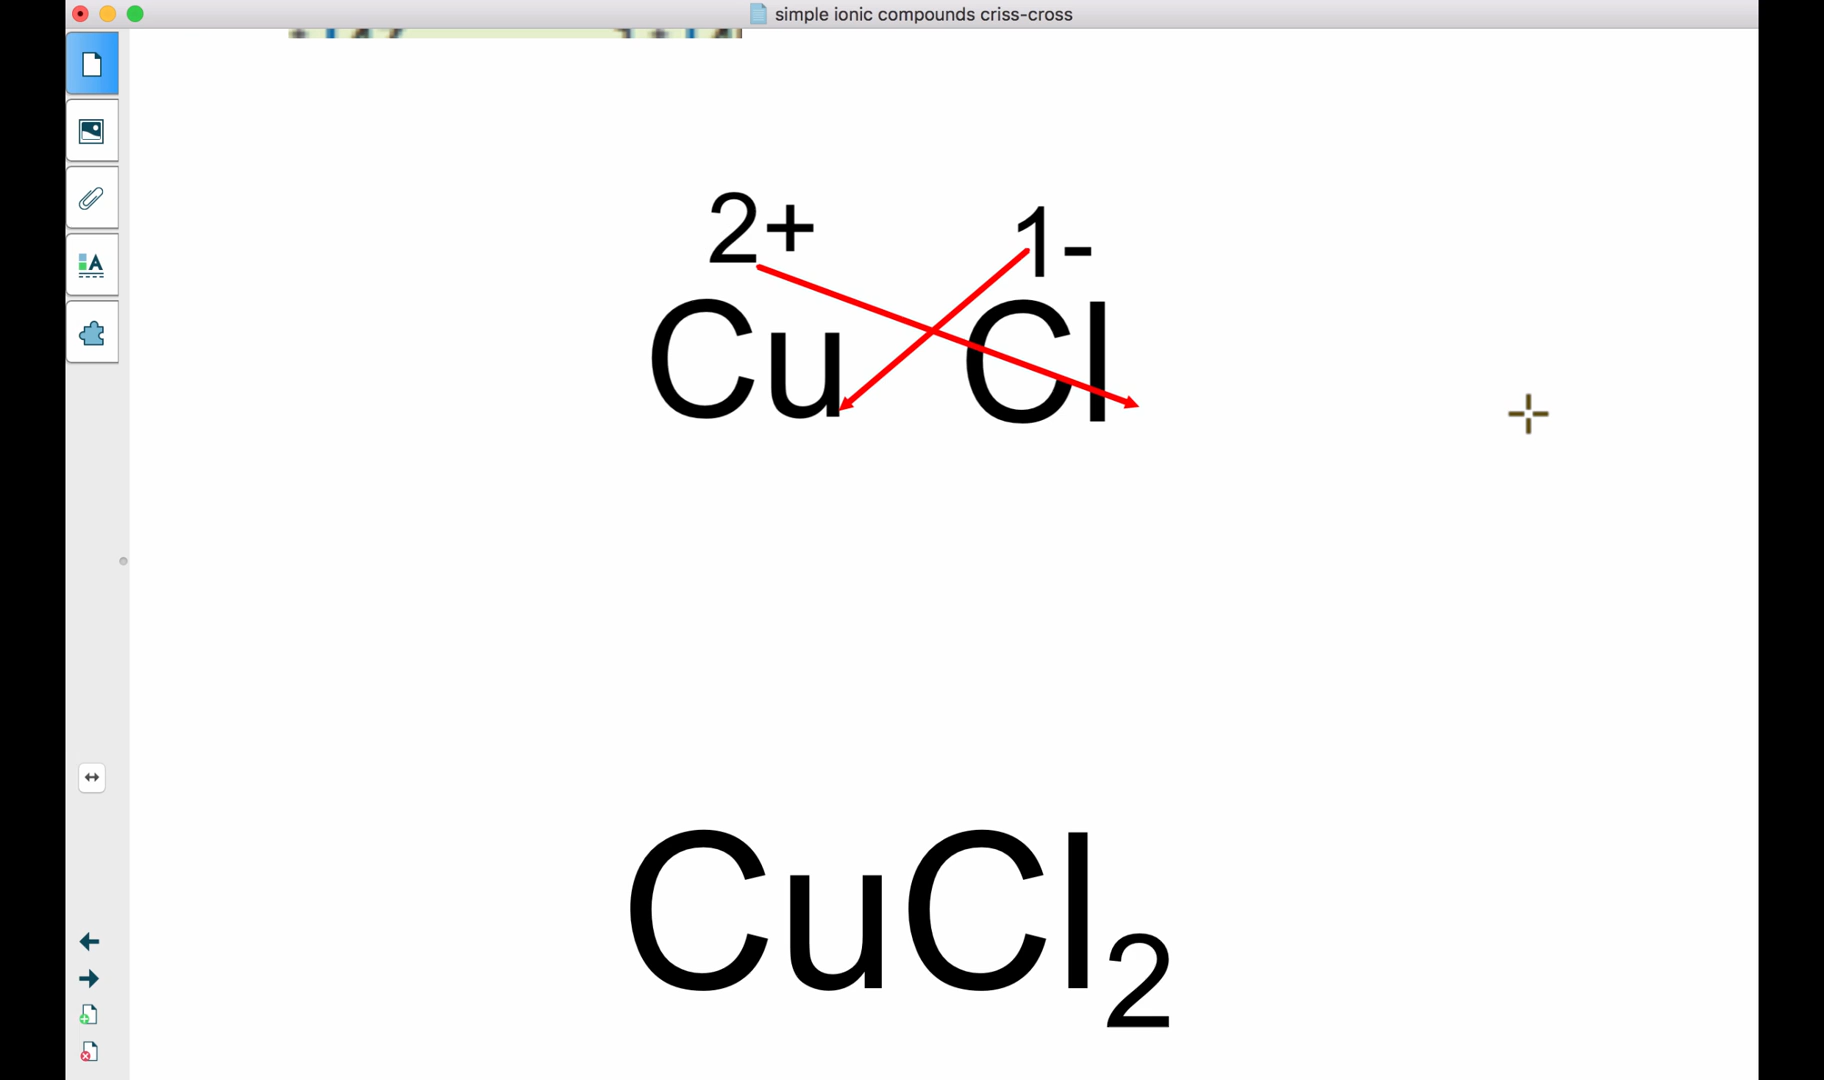 simple ionic compounds criss-cross
2+ 1-
Cu Cl
CuCl₂